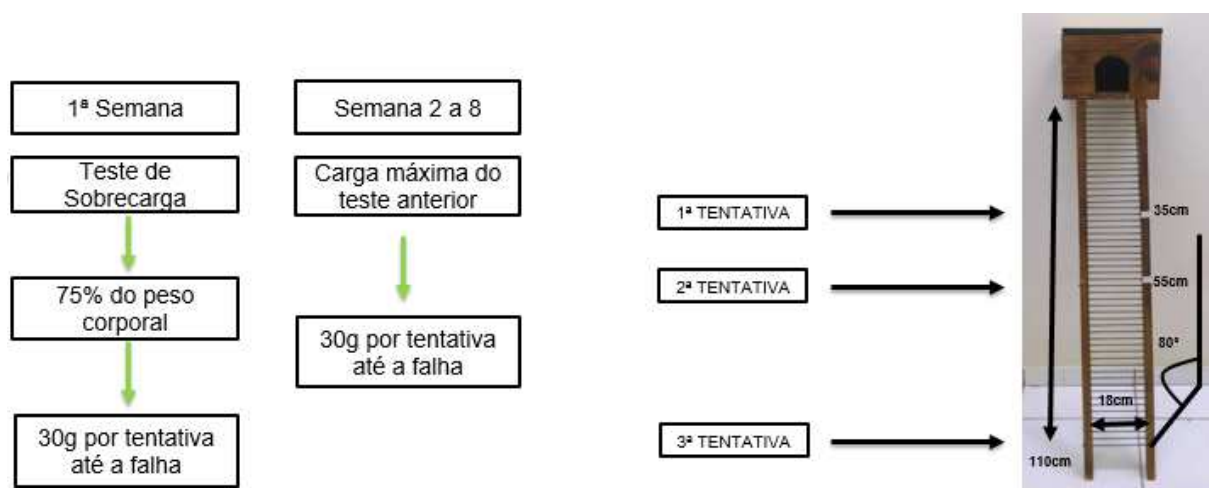 1ª Semana
Teste de
Sobrecarga
75% do peso
corporal
30g por tentativa
até a falha
Semana 2 a 8
Carga máxima do
teste anterior
30g por tentativa
até a falha
1ª TENTATIVA
2ª TENTATIVA
3ª TENTATIVA
35cm
55cm
80º
18cm
110cm